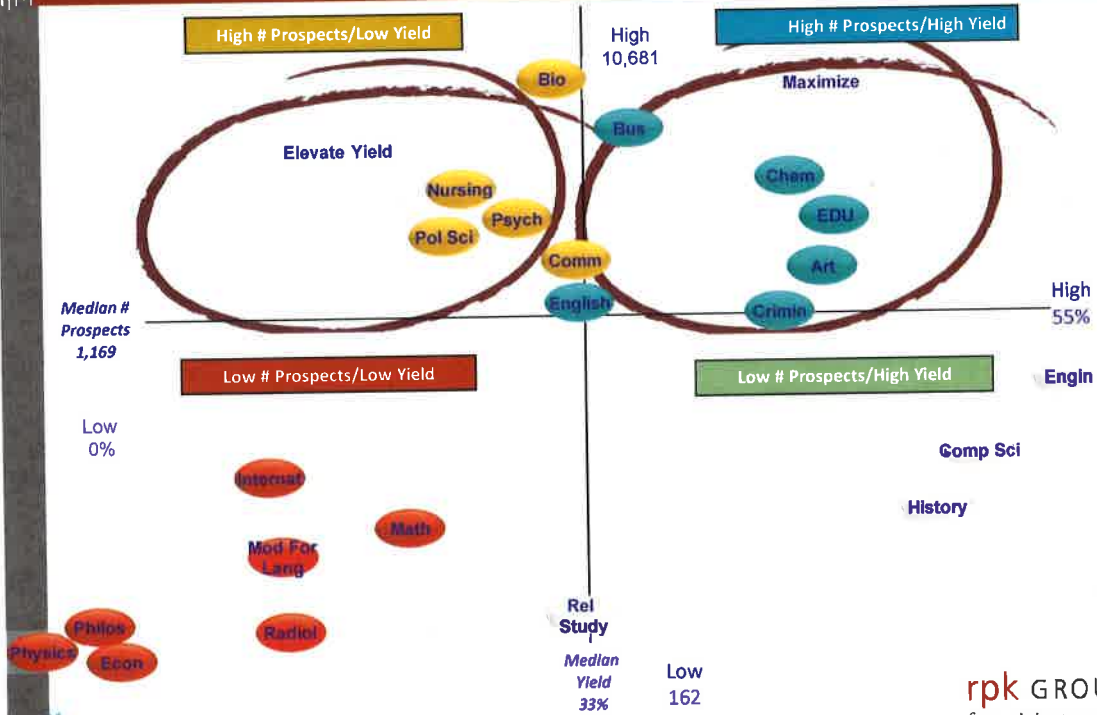 High # Prospects/Low Yield
High
10,681
High # Prospects/High Yield
Bio
Maximize
Bus
Elevate Yield
Chem
Nursing
Psych
EDU
Pol Sci
Comm
Art
English
Crimin
High
55%
Median #
Prospects
1,169
Low # Prospects/Low Yield
Low # Prospects/High Yield
Engin
Low
0%
Comp Sci
Internat
History
Math
Mod For
Lang
Rel
Study
Philos
Radiol
Physics
Econ
Median
Yield
33%
Low
162
rpk GROU